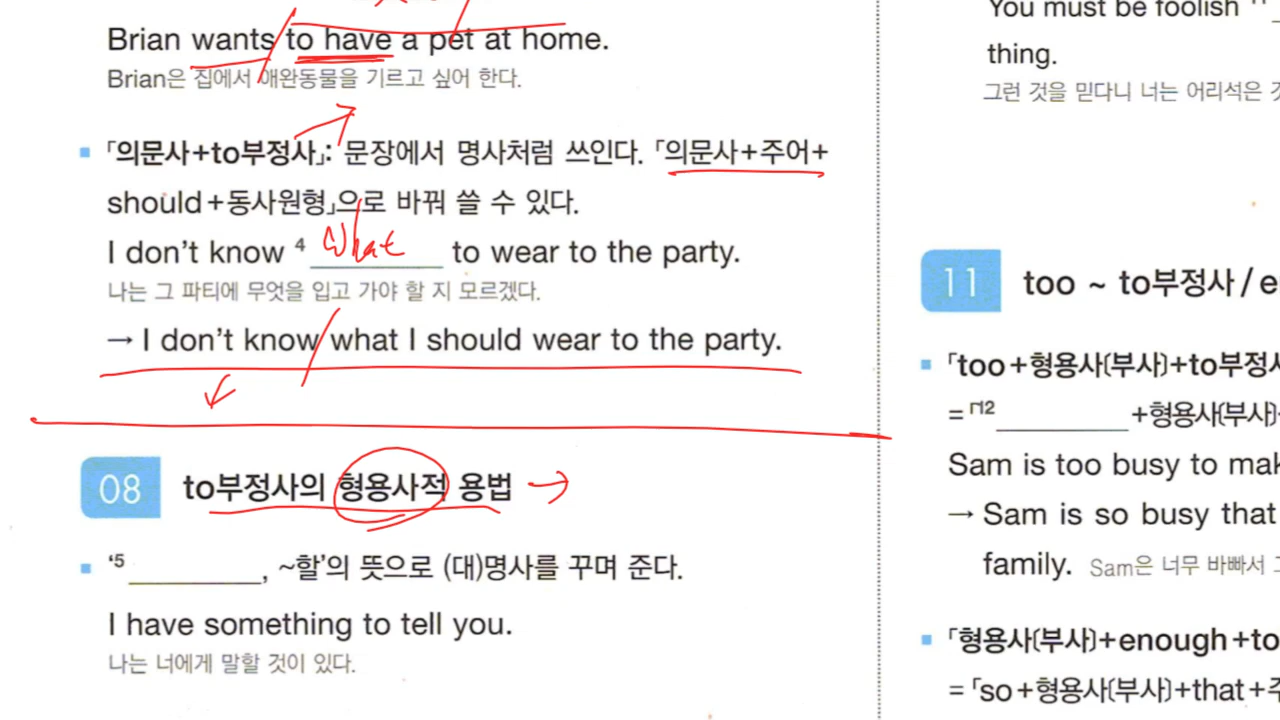 Brian wants to have a pet at home.
Brian은 집에서 애완동물을 기르고 싶어 한다.
「의문사+to부정사」: 문장에서 명사처럼 쓰인다. 「의문사+주어+
should+동사원형」으로 바꿔 쓸 수 있다.
I don't know 4 What to wear to the party.
나는 그 파티에 무엇을 입고 가야 할 지 모르겠다.
→ I don't know what I should wear to the party.
08 to부정사의 형용사적 용법 →
'5 ________, ~할'의 뜻으로 (대)명사를 꾸며 준다.
I have something to tell you.
나는 너에게 말할 것이 있다.
You must be foolish
thing.
그런 것을 믿다니 너는 어리석은
11 too ~ to부정사 /
「too+형용사(부사)+to부정사
= 12 ________ +형용사(부사)
Sam is too busy to
→ Sam is so busy that
family. Sam은 너무 바빠서
「형용사(부사)+enough+to
=「so+형용사(부사)+that+